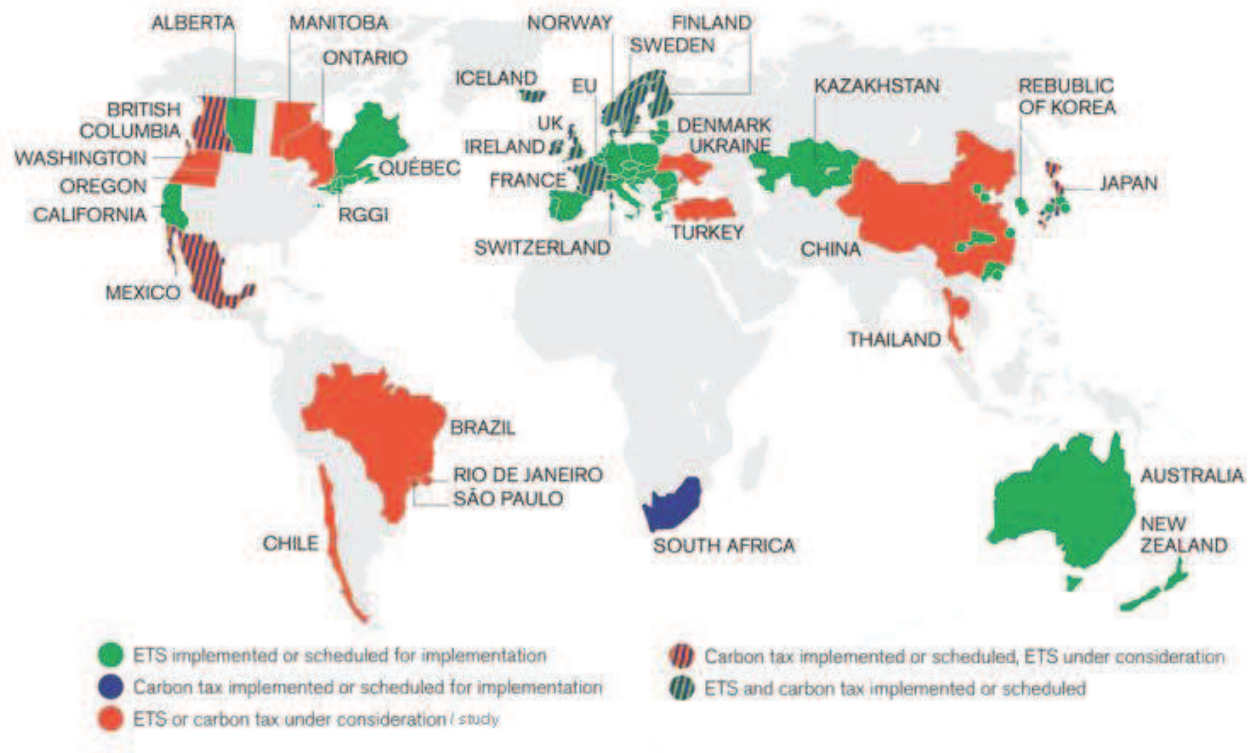 ALBERTA
MANITOBA
ONTARIO
BRITISH
COLUMBIA
WASHINGTON
OREGON
CALIFORNIA
QUÉBEC
RGGI
MEXICO
NORWAY
FINLAND
SWEDEN
ICELAND
EU
UK
IRELAND
FRANCE
DENMARK
UKRAINE
SWITZERLAND
TURKEY
KAZAKHSTAN
REBUBLIC
OF KOREA
JAPAN
CHINA
THAILAND
BRAZIL
RIO DE JANEIRO
SÃO PAULO
CHILE
SOUTH AFRICA
AUSTRALIA
NEW
ZEALAND
ETS implemented or scheduled for implementation
Carbon tax implemented or scheduled for implementation
ETS or carbon tax under consideration / study
Carbon tax implemented or scheduled, ETS under consideration
ETS and carbon tax implemented or scheduled